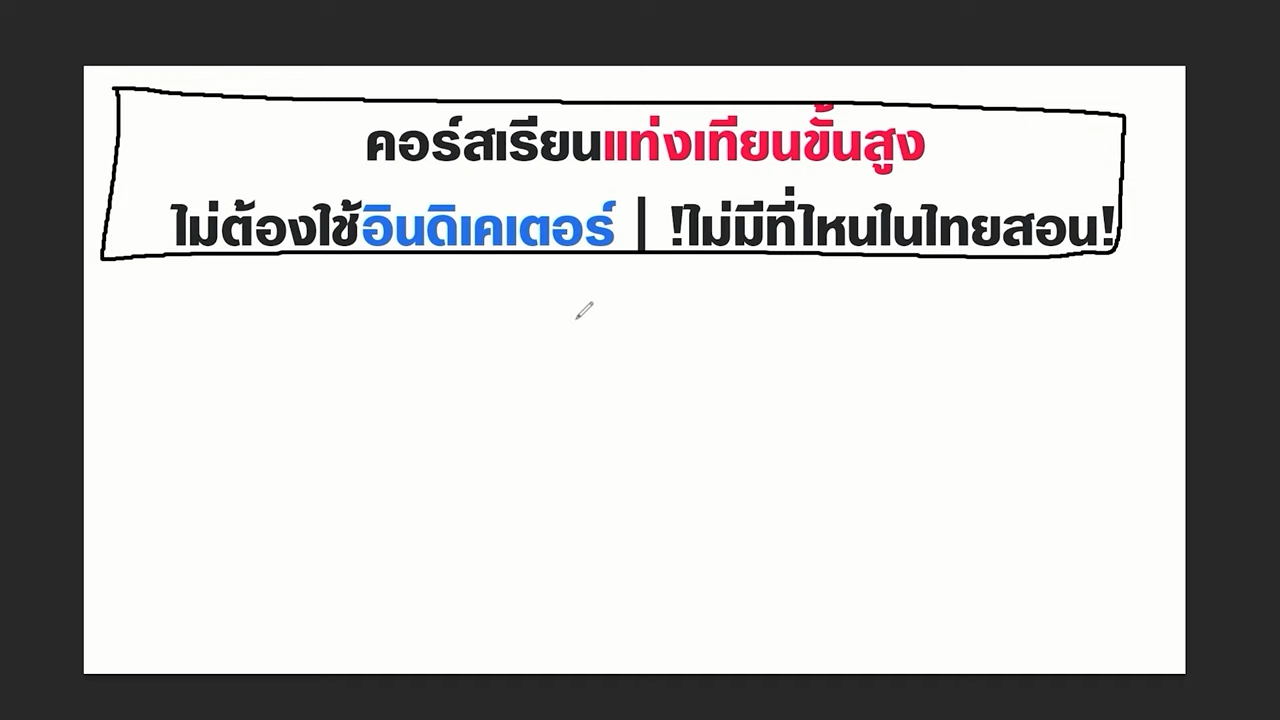 คอร์สเรียนแท่งเทียนขั้นสูง
ไม่ต้องใช้อินดิเคเตอร์ | !ไม่มีที่ไหนในไทยสอน!